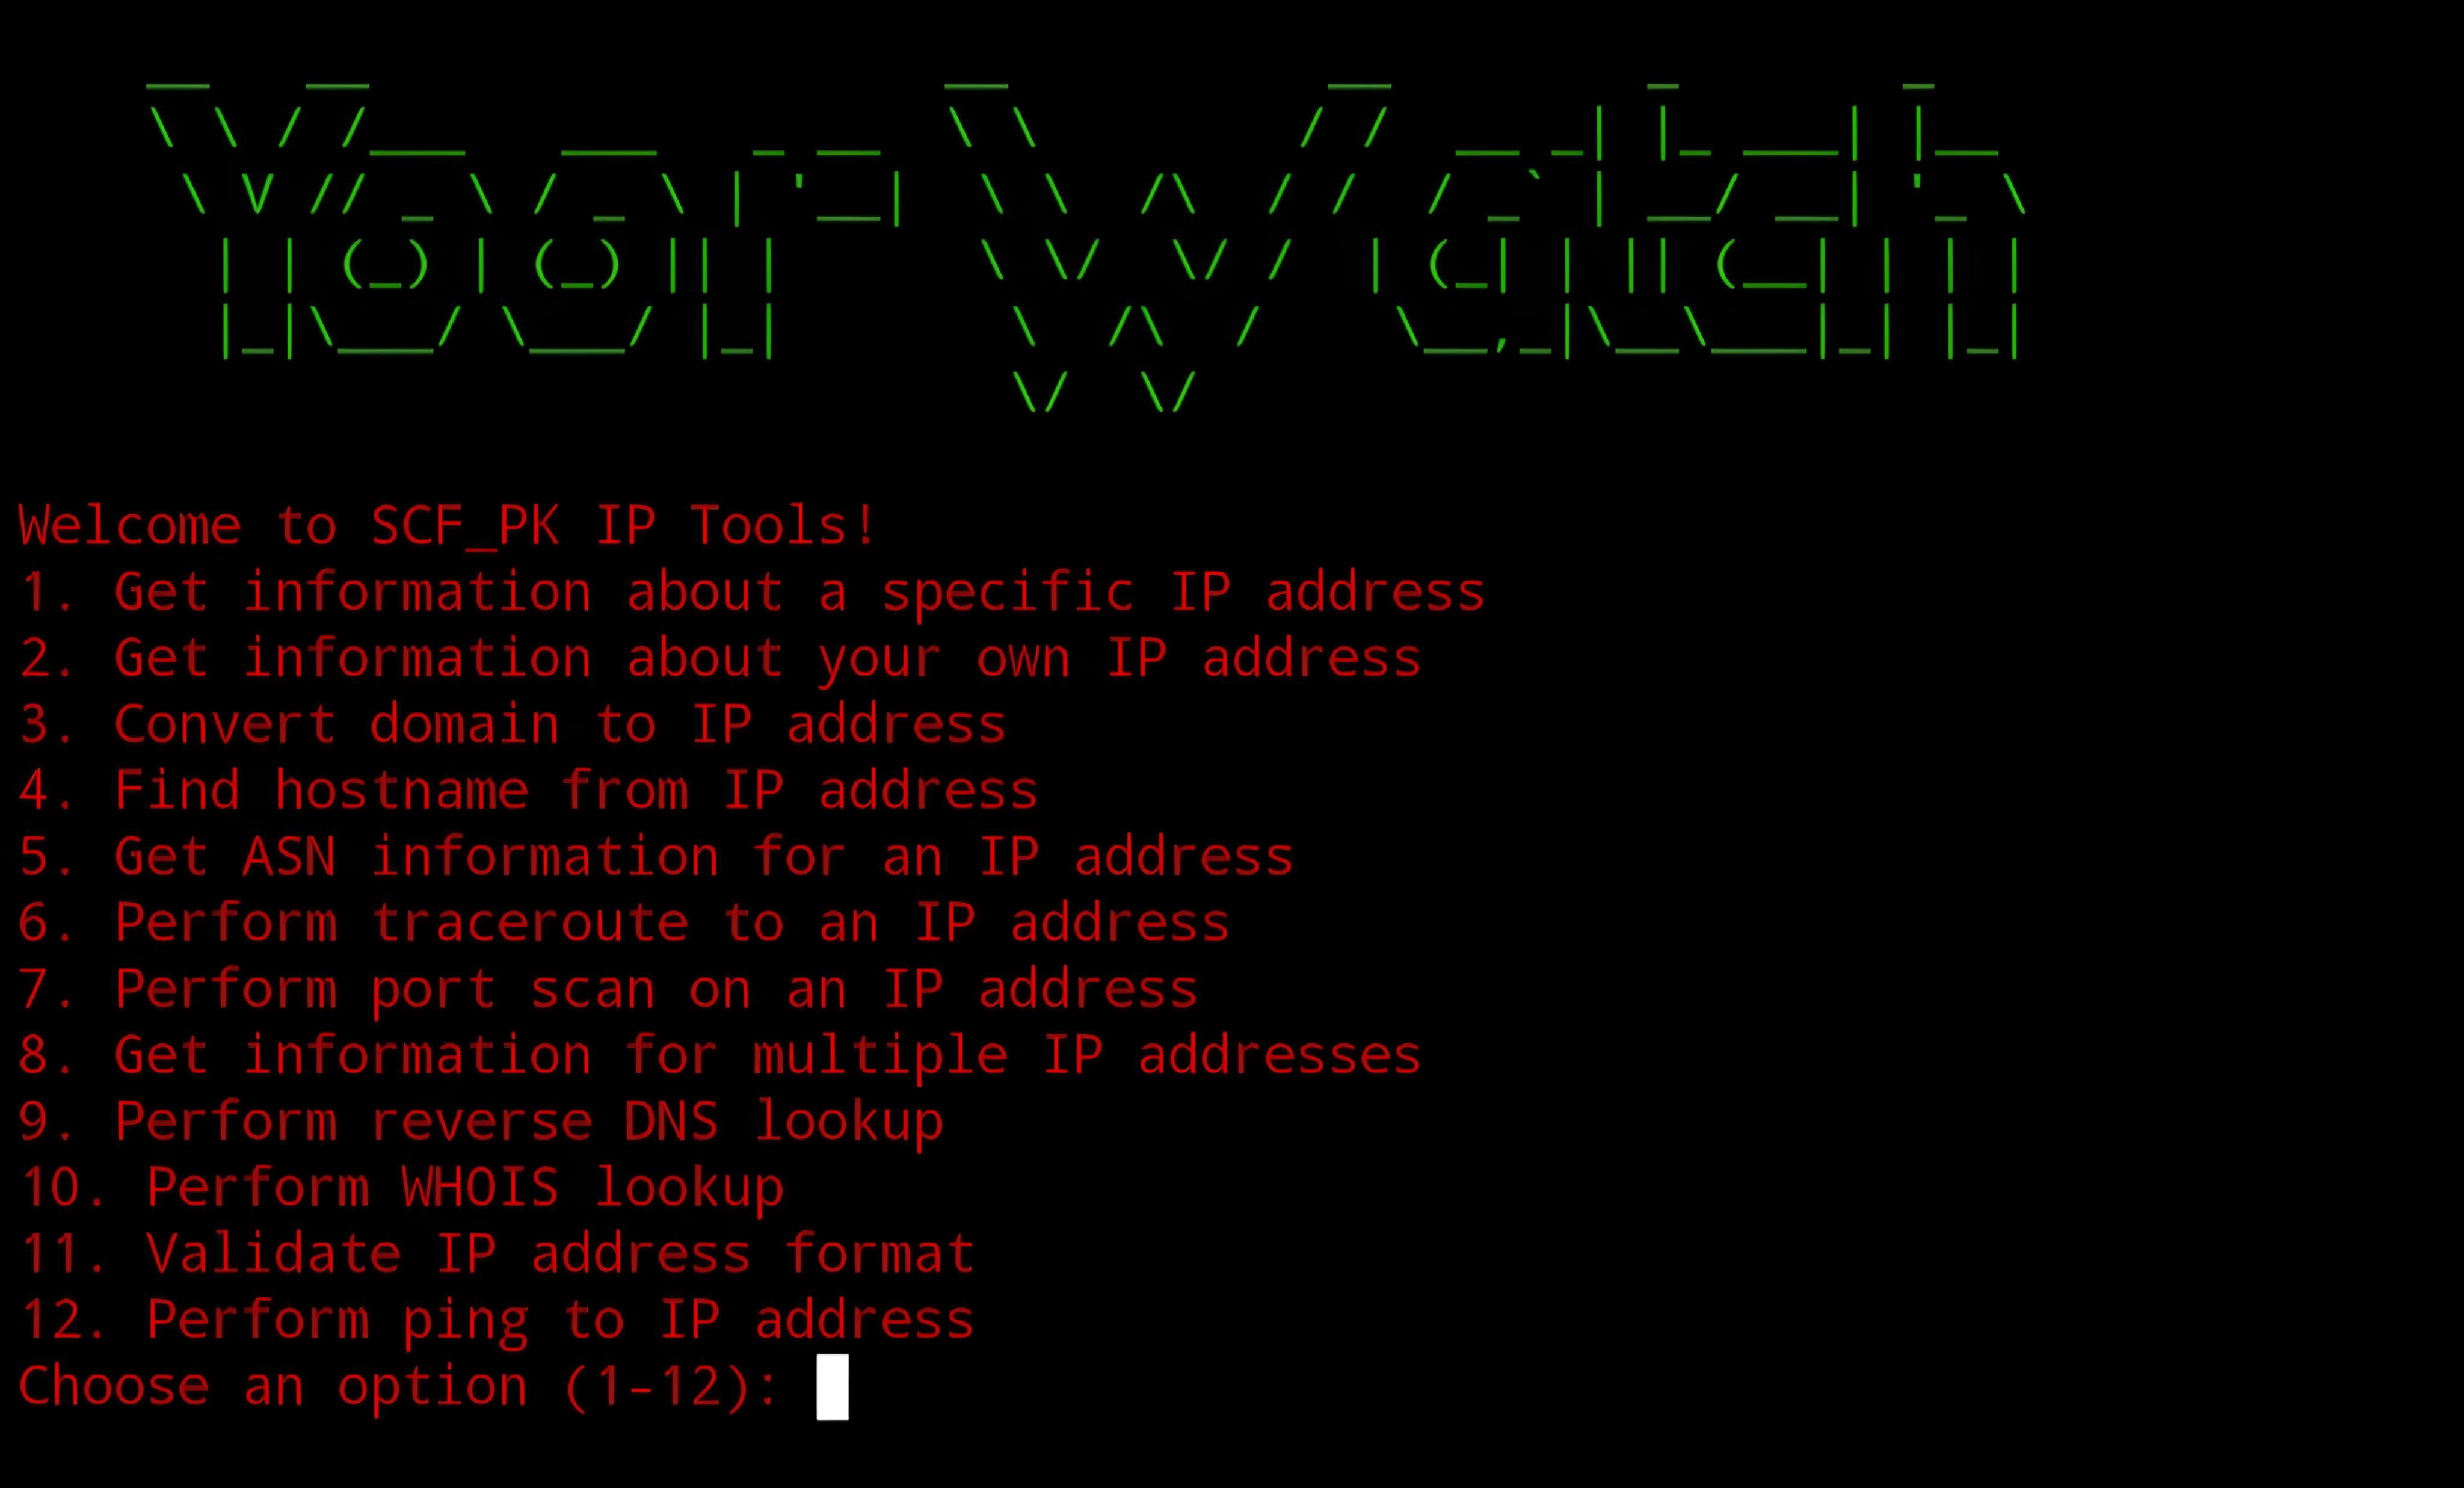 Yoor Watch
Welcome to SCF_PK IP Tools!
1. Get information about a specific IP address
2. Get information about your own IP address
3. Convert domain to IP address
4. Find hostname from IP address
5. Get ASN information for an IP address
6. Perform traceroute to an IP address
7. Perform port scan on an IP address
8. Get information for multiple IP addresses
9. Perform reverse DNS lookup
10. Perform WHOIS lookup
11. Validate IP address format
12. Perform ping to IP address
Choose an option (1-12):